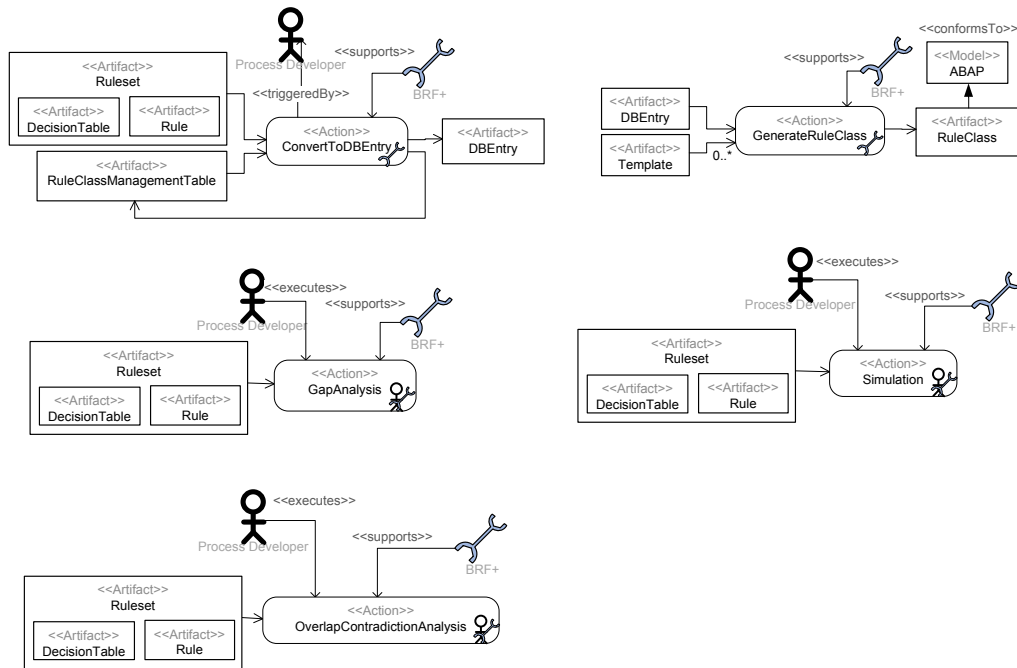 <<Artifact>>
Ruleset
<<Artifact>>
DecisionTable
<<Artifact>>
Rule
<<Artifact>>
RuleClassManagementTable
Process Developer
<<triggeredBy>>
<<supports>>
BRF+
<<Action>>
ConvertToDBEntry
<<Artifact>>
DBEntry
<<Artifact>>
DBEntry
<<Artifact>>
Template
0..*
<<supports>>
BRF+
<<Action>>
GenerateRuleClass
<<conformsTo>>
<<Model>>
ABAP
<<Artifact>>
RuleClass
<<executes>>
Process Developer
<<supports>>
BRF+
<<Artifact>>
Ruleset
<<Artifact>>
DecisionTable
<<Artifact>>
Rule
<<Action>>
GapAnalysis
<<executes>>
Process Developer
<<supports>>
BRF+
<<Artifact>>
Ruleset
<<Artifact>>
DecisionTable
<<Artifact>>
Rule
<<Action>>
Simulation
<<executes>>
Process Developer
<<supports>>
BRF+
<<Artifact>>
Ruleset
<<Artifact>>
DecisionTable
<<Artifact>>
Rule
<<Action>>
OverlapContradictionAnalysis